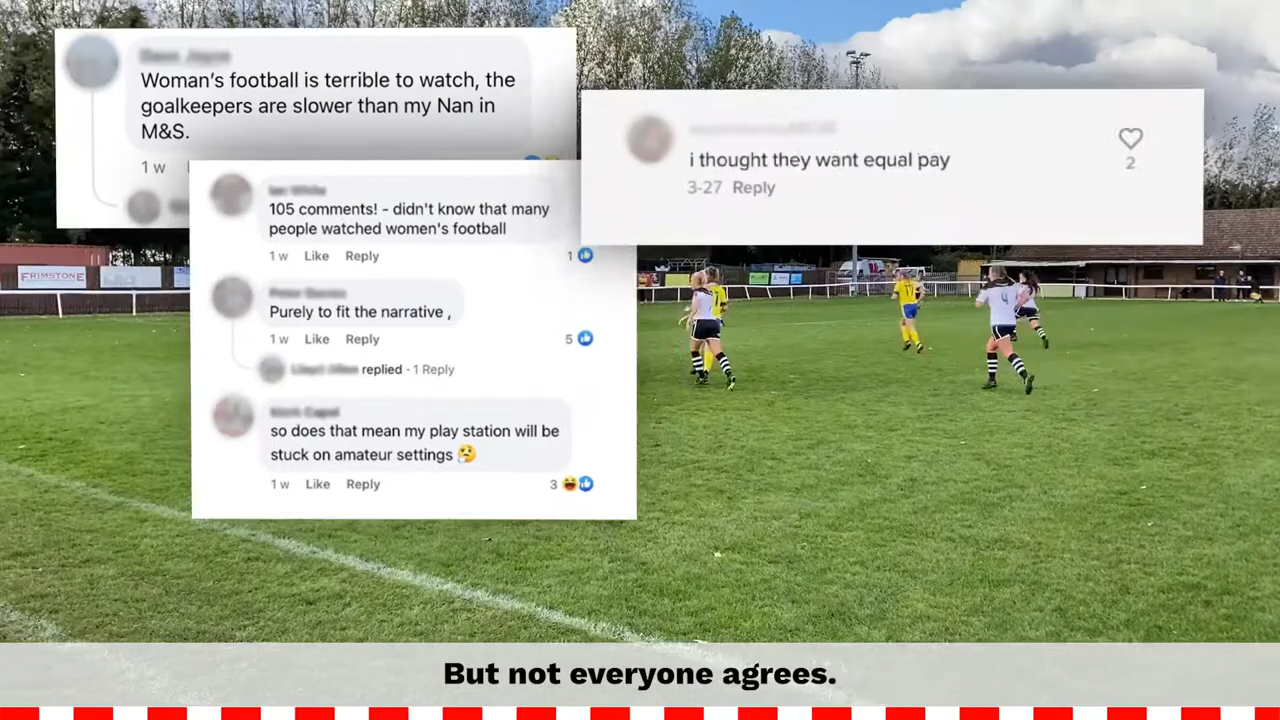 Woman's football is terrible to watch, the
goalkeepers are slower than my Nan in
M&S.
1 w
105 comments! - didn't know that many
people watched women's football
1 w Like Reply 1
Purely to fit the narrative ,
1 w Like Reply 5
replied · 1 Reply
so does that mean my play station will be
stuck on amateur settings 🤔
1 w Like Reply 3
i thought they want equal pay
3-27 Reply
2
FRIMSTONE
4
But not everyone agrees.